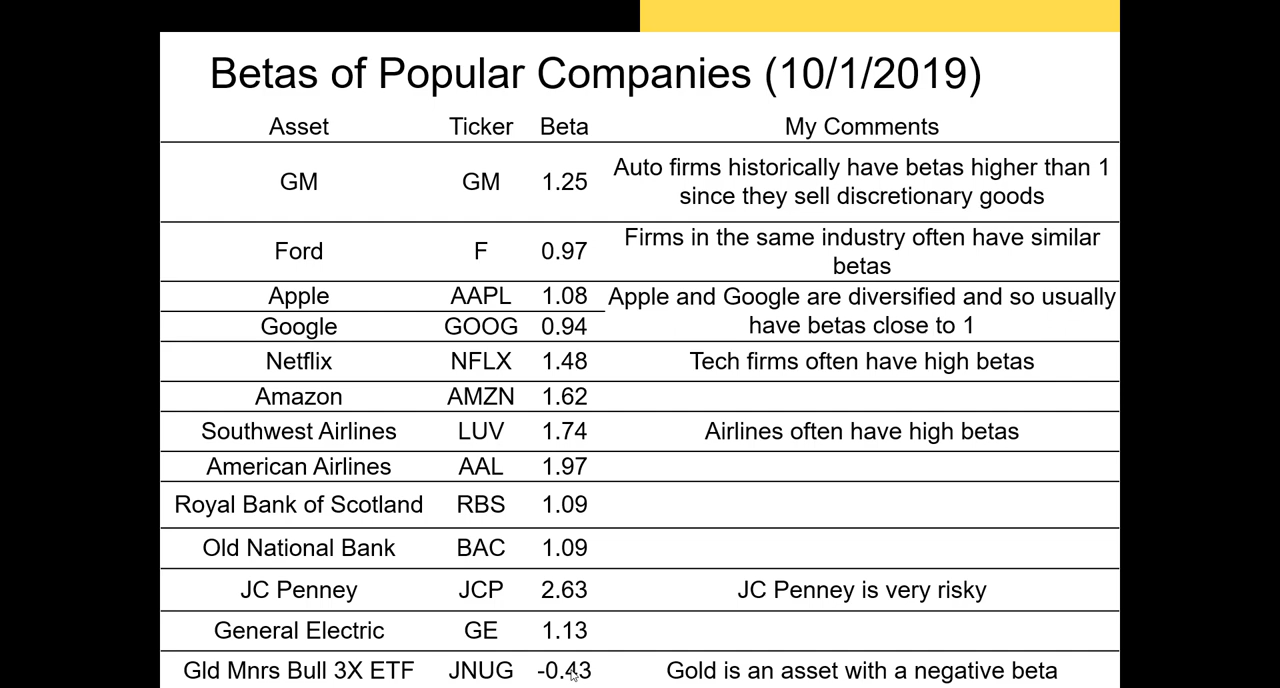 Betas of Popular Companies (10/1/2019)
Asset Ticker Beta My Comments
GM GM 1.25 Auto firms historically have betas higher than 1
since they sell discretionary goods
Ford F 0.97 Firms in the same industry often have similar
betas
Apple AAPL 1.08 Apple and Google are diversified and so usually
Google GOOG 0.94 have betas close to 1
Netflix NFLX 1.48 Tech firms often have high betas
Amazon AMZN 1.62
Southwest Airlines LUV 1.74 Airlines often have high betas
American Airlines AAL 1.97
Royal Bank of Scotland RBS 1.09
Old National Bank BAC 1.09
JC Penney JCP 2.63 JC Penney is very risky
General Electric GE 1.13
Gld Mnrs Bull 3X ETF JNUG -0.43 Gold is an asset with a negative beta